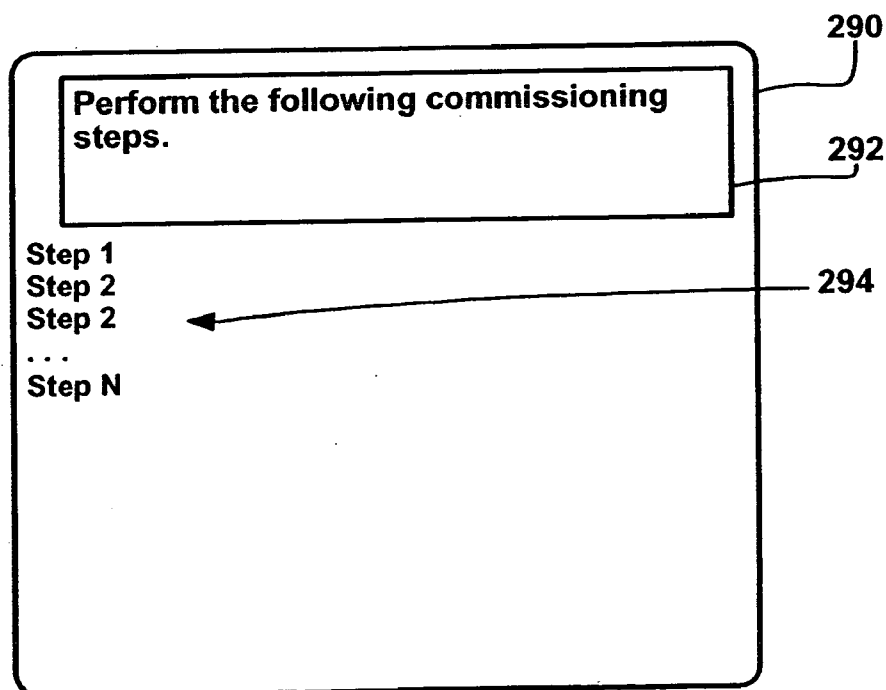 290
Perform the following commissioning
steps.
292
Step 1
Step 2
294
Step 2
. . .
Step N